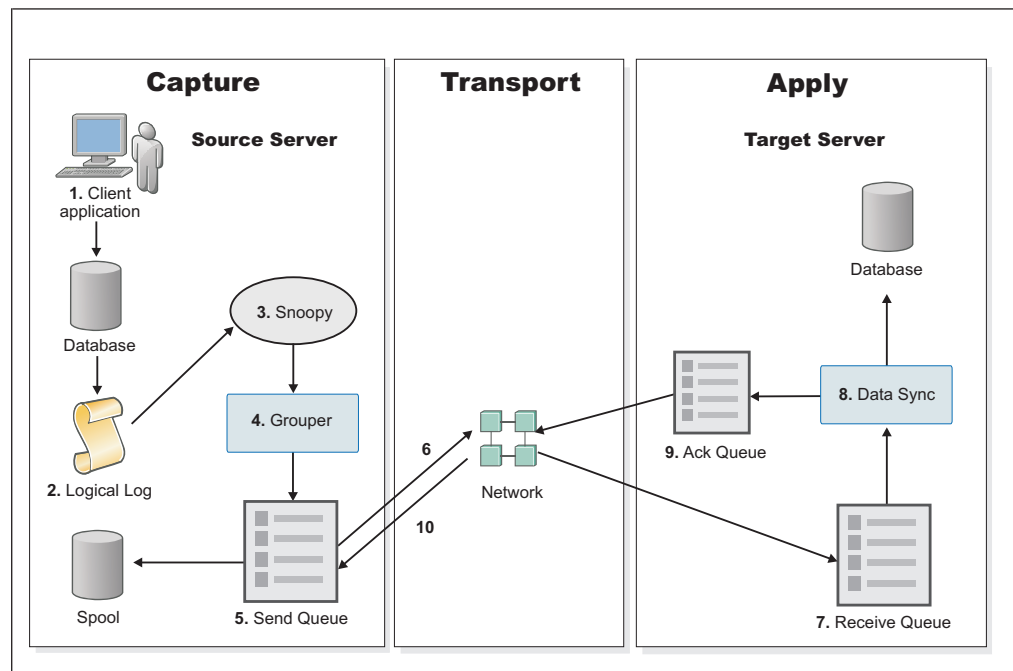 Capture
Source Server
1. Client
application
Database
2. Logical Log
Spool
3. Snoopy
4. Grouper
5. Send Queue
Transport
6
10
Network
Apply
Target Server
Database
8. Data Sync
9. Ack Queue
7. Receive Queue